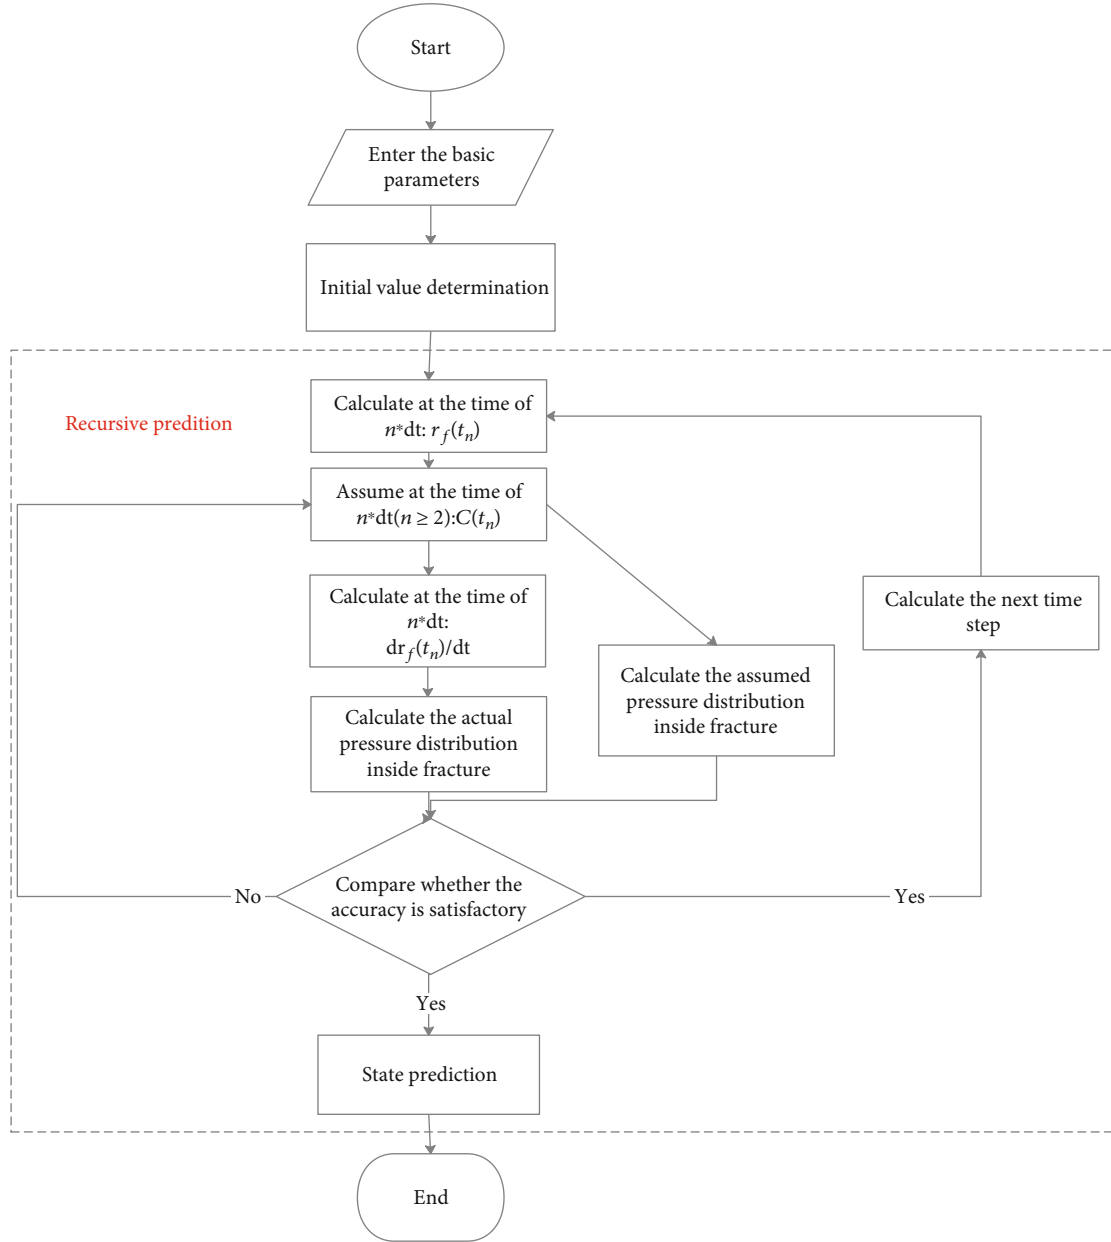 Start
Enter the basic
parameters
Initial value determination
Recursive predition
Calculate at the time of
n*dt: r_f(t_n)
Assume at the time of
n*dt(n ≥ 2):C(t_n)
Calculate at the time of
n*dt:
dr_f(t_n)/dt
Calculate the next time
step
Calculate the assumed
pressure distribution
inside fracture
Calculate the actual
pressure distribution
inside fracture
Compare whether the
accuracy is satisfactory
No
Yes
Yes
State prediction
End